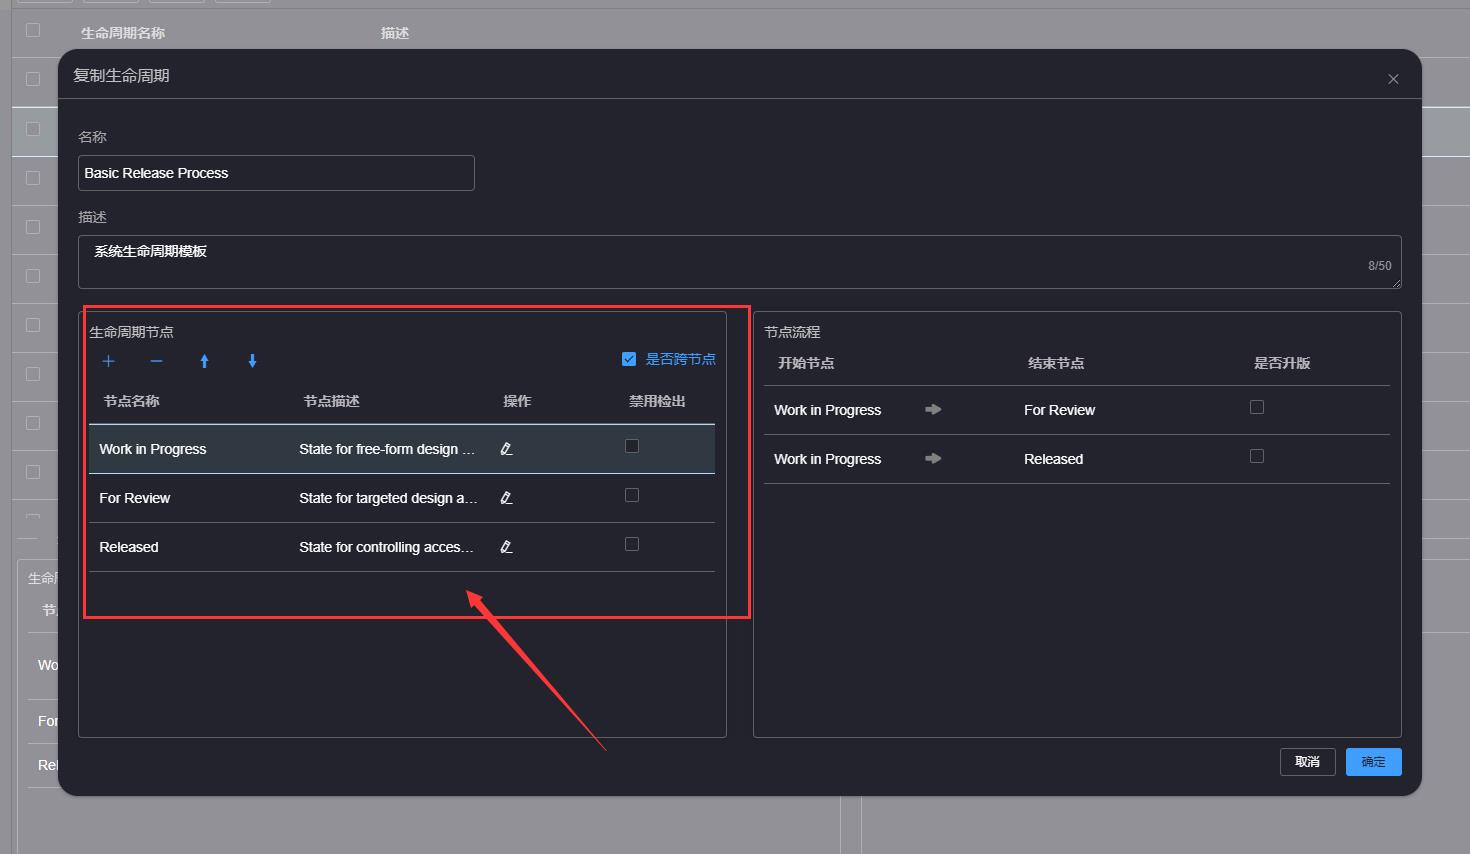 生命周期名称 描述
复制生命周期
名称
Basic Release Process
描述
系统生命周期模板
8/50
生命周期节点
是否跨节点
节点名称 节点描述 操作 禁用检出
Work in Progress State for free-form design ...
For Review State for targeted design a...
Released State for controlling acces...
节点流程
开始节点 结束节点 是否升版
Work in Progress For Review
Work in Progress Released
取消 确定
生命
节
Wo
For
Rel